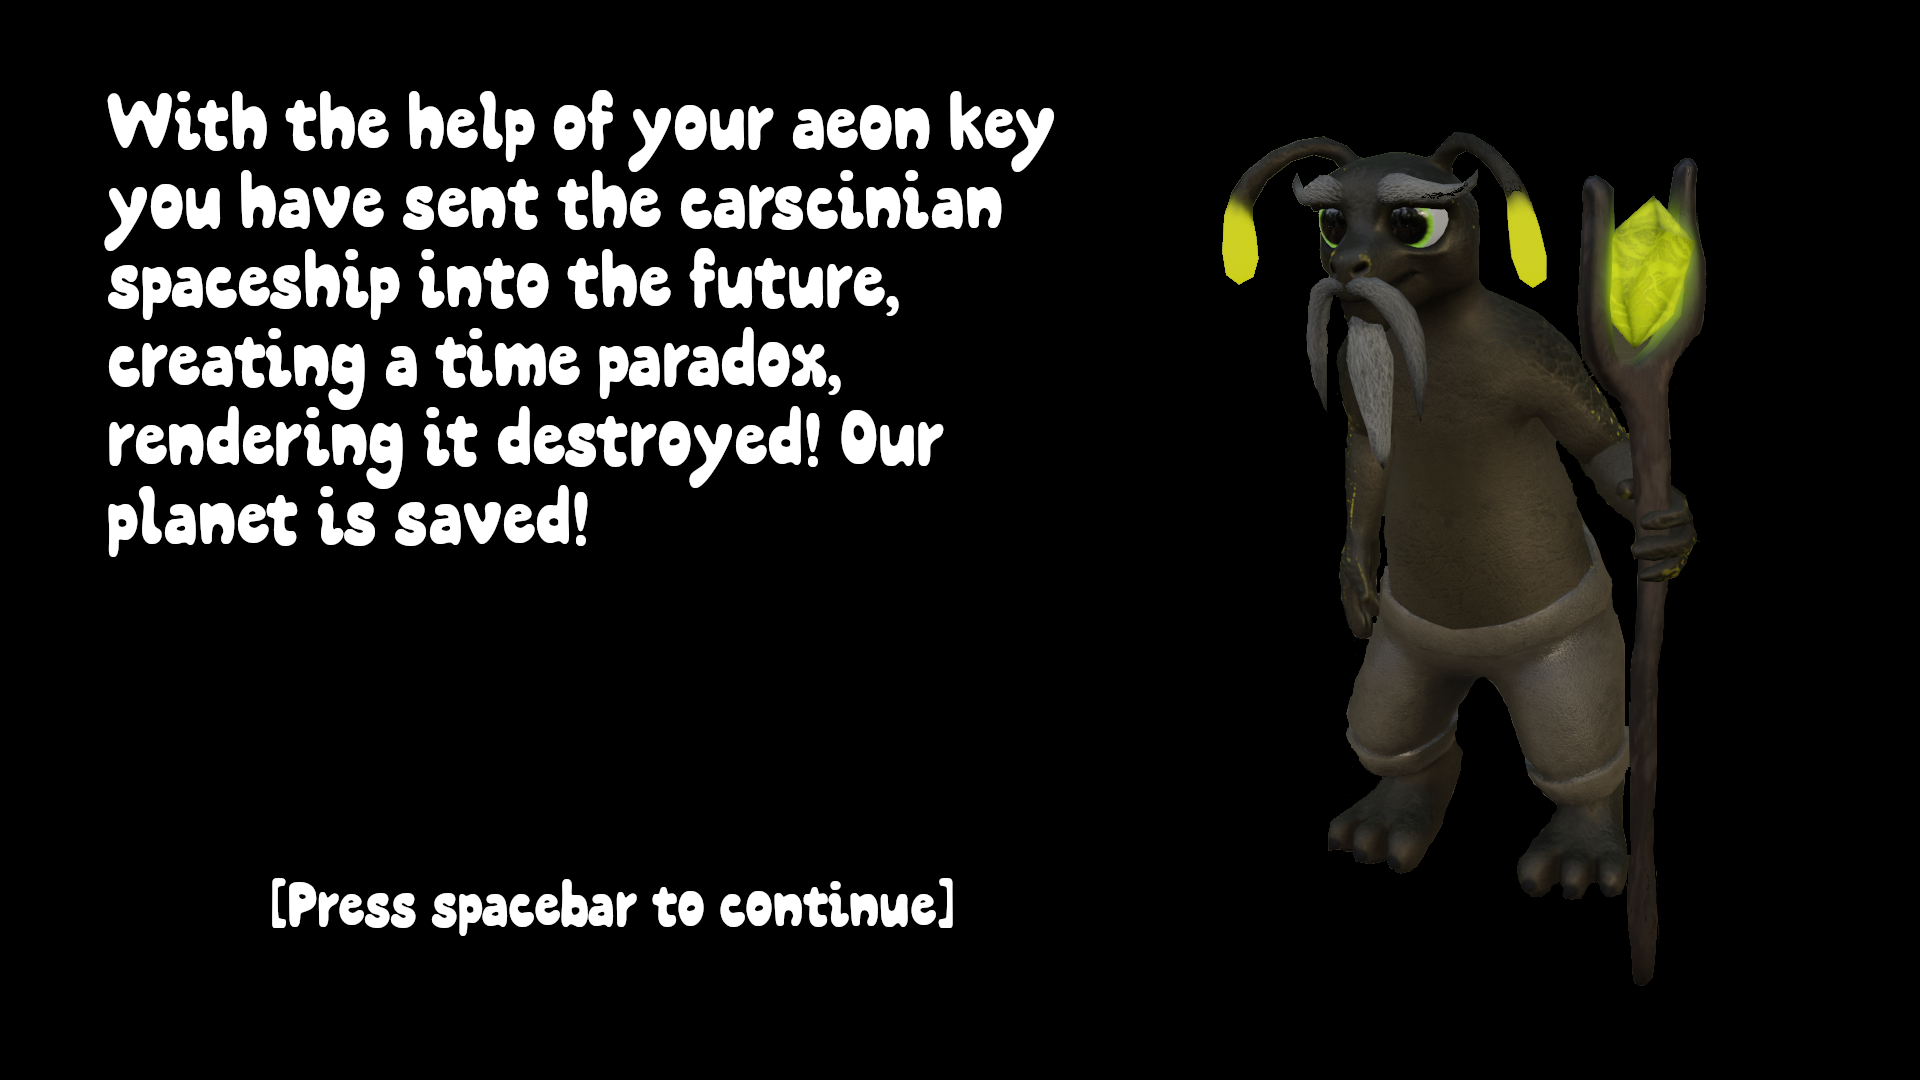 With the help of your aeon key
you have sent the carscinian
spaceship into the future,
creating a time paradox,
rendering it destroyed! Our
planet is saved!
[Press spacebar to continue]